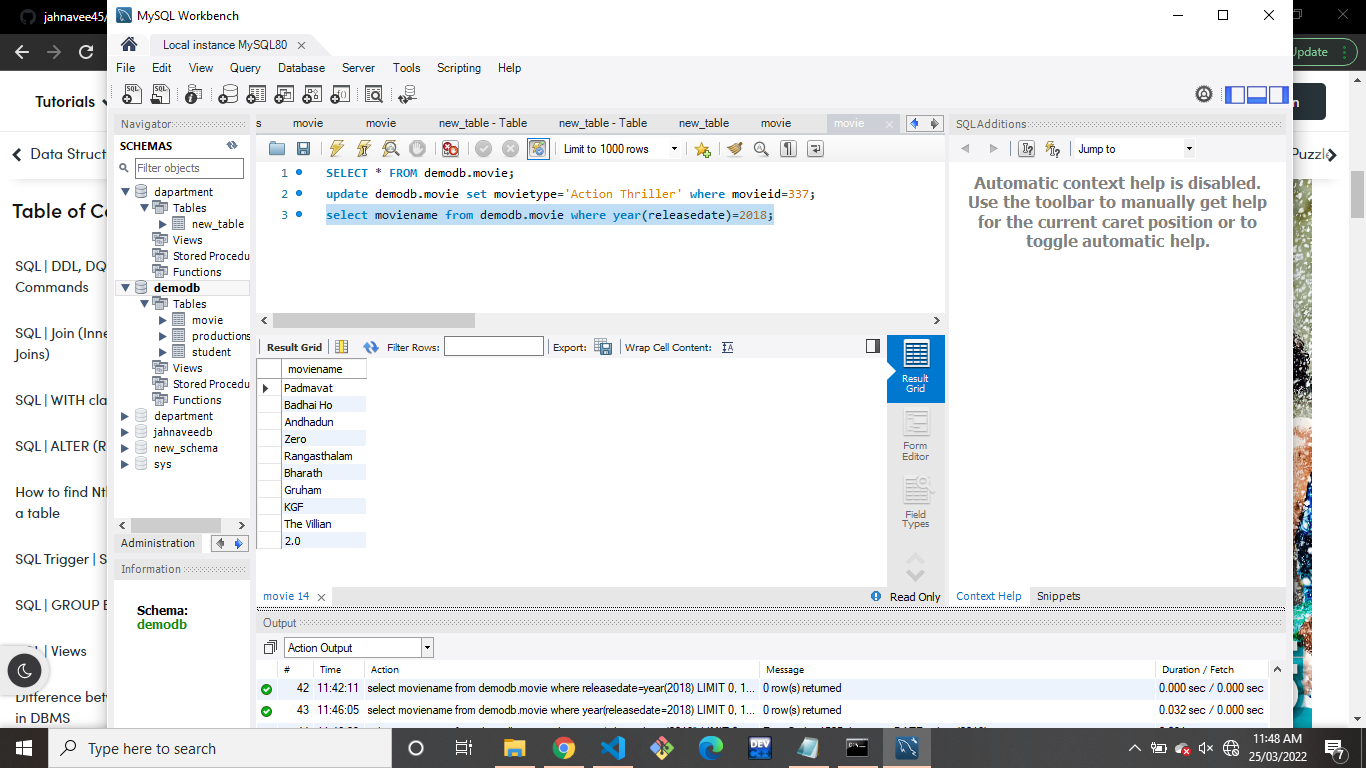 jahnavee45/
MySQL Workbench
Update
Local instance MySQL80
File Edit View Query Database Server Tools Scripting Help
Tutorials
Navigator
SCHEMAS
Filter objects
dapartment
Tables
new_table
Views
Stored Procedu
Functions
demodb
Tables
movie
productions
student
Views
Stored Procedu
Functions
department
jahnaveedb
new_schema
sys
Administration
Information
Schema:
demodb
Data Struct
Table of Co
SQL | DDL, DQ
Commands
SQL | Join (Inne
Joins)
SQL | WITH cla
SQL | ALTER (R
How to find Nt
a table
SQL Trigger | S
SQL | GROUP B
| Views
Difference betw
in DBMS
s movie movie new_table - Table new_table - Table new_table movie movie
Limit to 1000 rows
1 SELECT * FROM demodb.movie;
2 update demodb.movie set movietype='Action Thriller' where movieid=337;
3 select moviename from demodb.movie where year(releasedate)=2018;
Result Grid Filter Rows: Export: Wrap Cell Content:
moviename
Padmavat
Badhai Ho
Andhadun
Zero
Rangasthalam
Bharath
Gruham
KGF
The Villian
2.0
Result
Grid
Form
Editor
Field
Types
movie 14
Read Only
SQLAdditions
Jump to
Automatic context help is disabled.
Use the toolbar to manually get help
for the current caret position or to
toggle automatic help.
Context Help Snippets
Puzzle
Output
Action Output
# Time Action Message Duration / Fetch
42 11:42:11 select moviename from demodb.movie where releasedate=year(2018) LIMIT 0, 1... 0 row(s) returned 0.000 sec / 0.000 sec
43 11:46:05 select moviename from demodb.movie where year(releasedate=2018) LIMIT 0, 1... 0 row(s) returned 0.032 sec / 0.000 sec
Type here to search
DEV
11:48 AM
25/03/2022
7